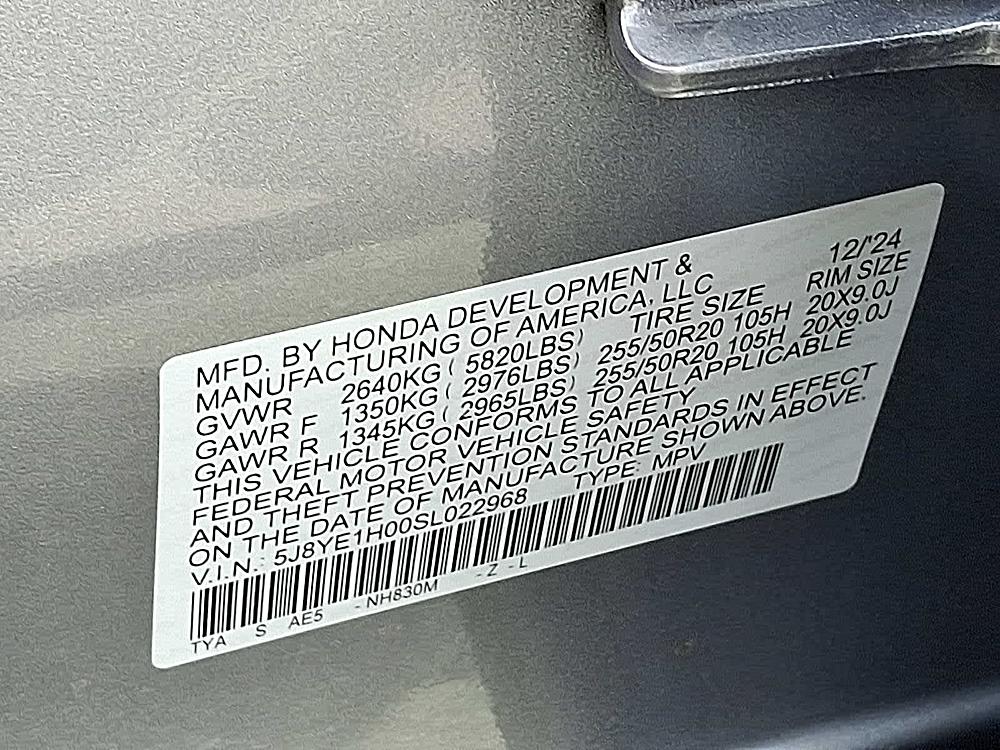 12/'24
MFD. BY HONDA DEVELOPMENT &
MANUFACTURING OF AMERICA, LLC
TIRE SIZE RIM SIZE
GVWR 2640KG ( 5820LBS)
GAWR F 1350KG ( 2976LBS) 255/50R20 105H 20X9.0J
GAWR R 1345KG ( 2965LBS) 255/50R20 105H 20X9.0J
THIS VEHICLE CONFORMS TO ALL APPLICABLE
FEDERAL MOTOR VEHICLE SAFETY
AND THEFT PREVENTION STANDARDS IN EFFECT
ON THE DATE OF MANUFACTURE SHOWN ABOVE.
V.I.N.: 5J8YE1H00SL022968 TYPE: MPV
TYA S AE5 - NH830M - Z - L